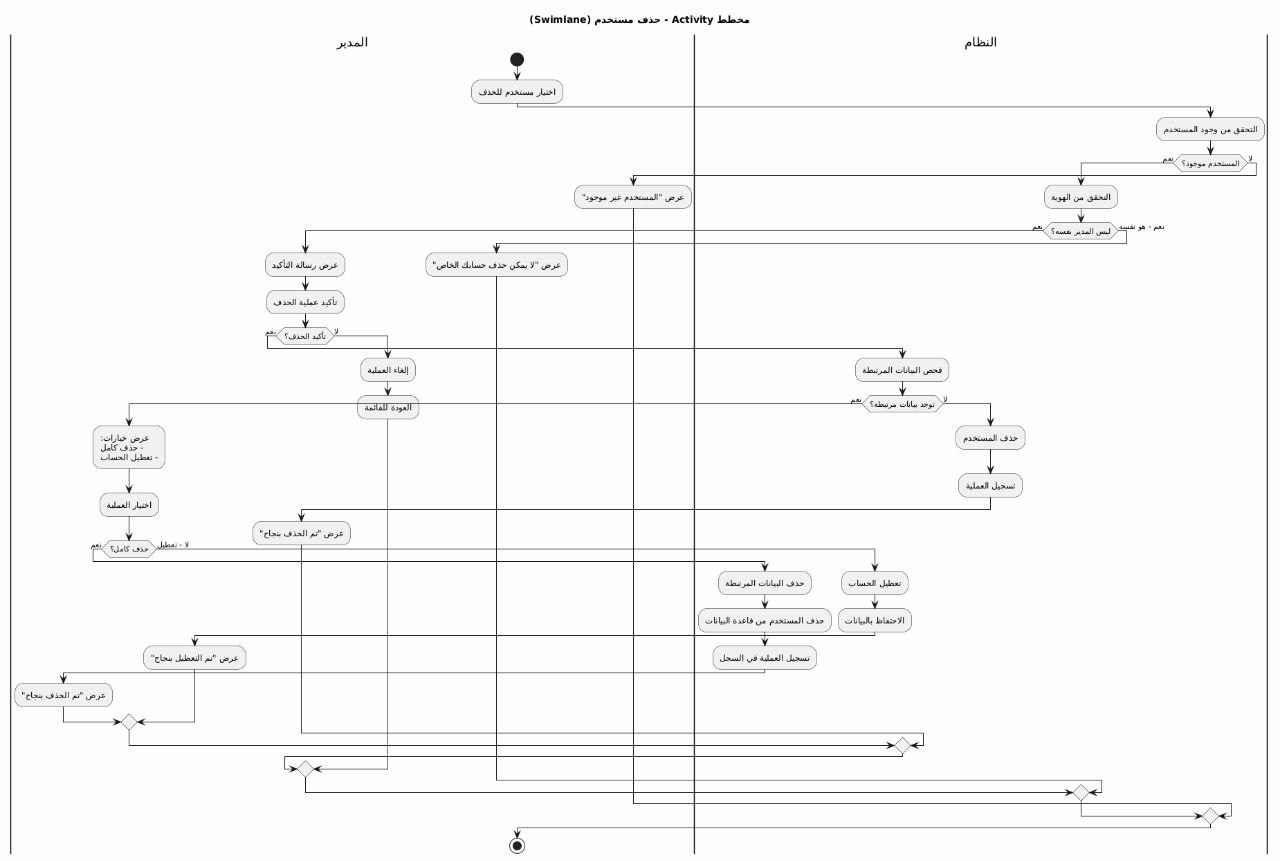 مخطط Activity - حذف مستخدم (Swimlane)
المدير
النظام
اختيار مستخدم للحذف
التحقق من وجود المستخدم
المستخدم موجود؟
نعم
لا
عرض "المستخدم غير موجود"
التحقق من الهوية
ليس المدير نفسه؟
نعم
نعم - هو نفسه
عرض رسالة التأكيد
عرض "لا يمكن حذف حسابك الخاص"
تأكيد عملية الحذف
تأكيد الحذف؟
نعم
لا
إلغاء العملية
العودة للقائمة
فحص البيانات المرتبطة
توجد بيانات مرتبطة؟
نعم
لا
عرض خيارات:
- حذف كامل
- تعطيل الحساب
حذف المستخدم
اختيار العملية
تسجيل العملية
عرض "تم الحذف بنجاح"
حذف كامل؟
نعم
لا - تعطيل
حذف البيانات المرتبطة
تعطيل الحساب
حذف المستخدم من قاعدة البيانات
الاحتفاظ بالبيانات
عرض "تم التعطيل بنجاح"
تسجيل العملية في السجل
عرض "تم الحذف بنجاح"